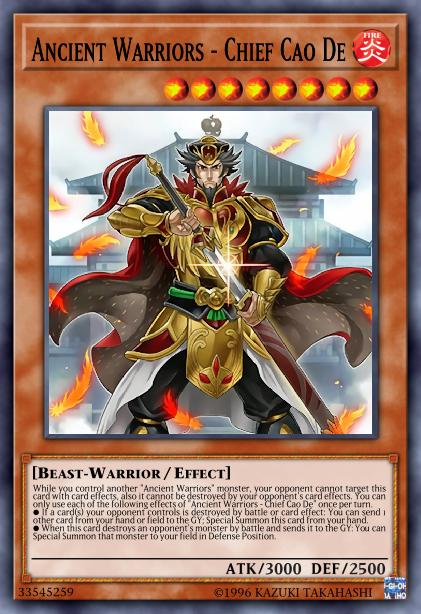 Ancient Warriors - Chief Cao De
FIRE
炎
[Beast-Warrior / Effect]
While you control another "Ancient Warriors" monster, your opponent cannot target this
card with card effects, also it cannot be destroyed by your opponent's card effects. You can
only use each of the following effects of "Ancient Warriors - Chief Cao De" once per turn.
● If a card(s) your opponent controls is destroyed by battle or card effect: You can send 1
other card from your hand or field to the GY; Special Summon this card from your hand.
● When this card destroys an opponent's monster by battle and sends it to the GY: You can
Special Summon that monster to your field in Defense Position.
ATK/3000 DEF/2500
33545259
©1996 KAZUKI TAKAHASHI